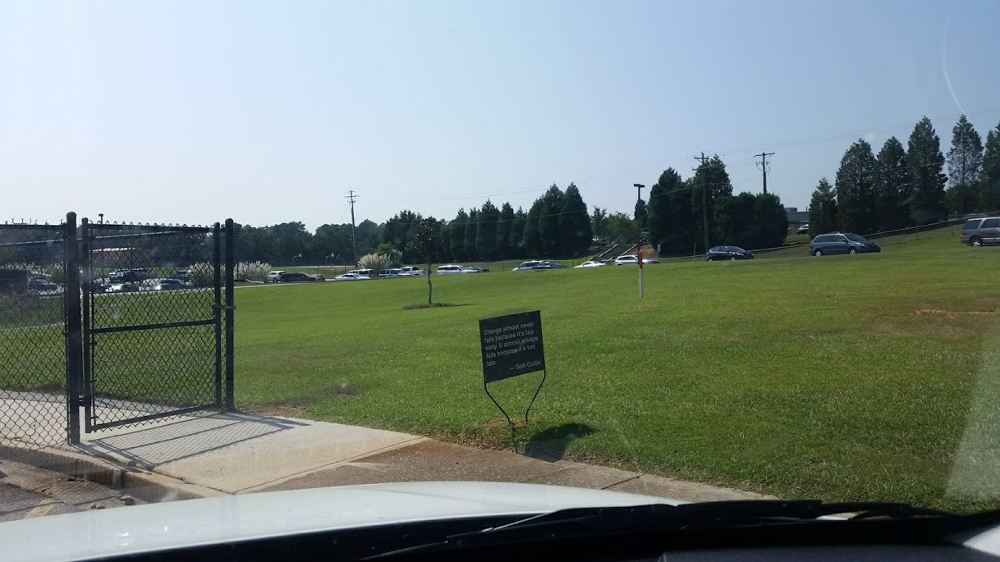 Change almost never
fails because it's too
early. It almost always
fails because it's too
late.
— Seth Godin